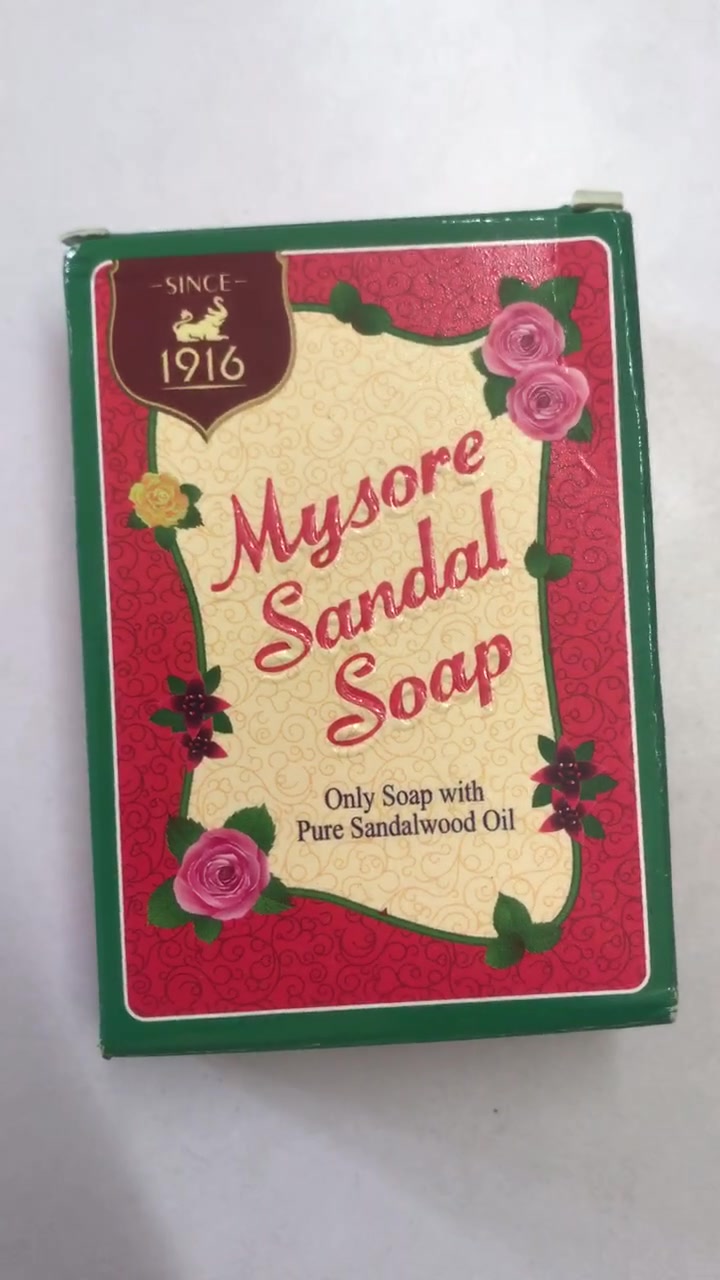 -SINCE-
1916
Mysore
Sandal
Soap
Only Soap with
Pure Sandalwood Oil